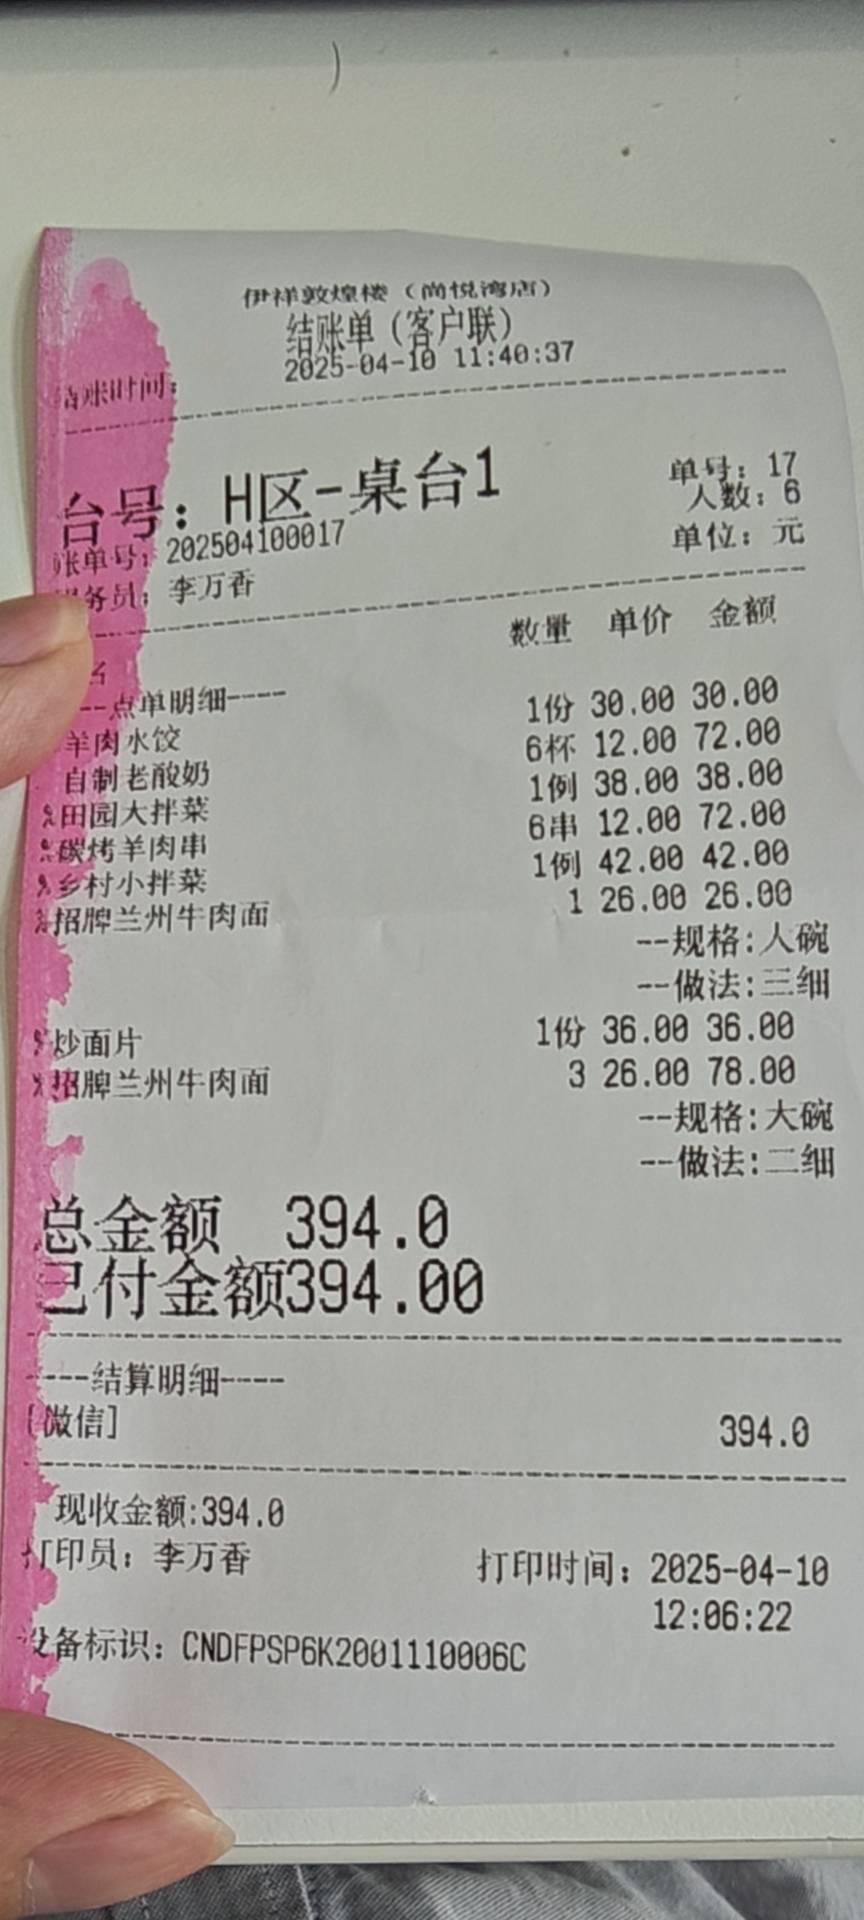 伊祥敦煌楼（尚悦湾店）
结账单（客户联）
结账时间： 2025-04-10 11:40:37
台号：H区-桌台1 单号：17
人数：6
账单号：202504100017 单位：元
服务员：李万香
名 数量 单价 金额
--点单明细----
羊肉水饺 1份 30.00 30.00
自制老酸奶 6杯 12.00 72.00
%田园大拌菜 1例 38.00 38.00
%碳烤羊肉串 6串 12.00 72.00
%乡村小拌菜 1例 42.00 42.00
%招牌兰州牛肉面 1 26.00 26.00
--规格:大碗
--做法:三细
%炒面片 1份 36.00 36.00
%招牌兰州牛肉面 3 26.00 78.00
--规格:大碗
--做法:二细
总金额 394.0
已付金额394.00
----结算明细----
[微信] 394.0
现收金额:394.0
打印员：李万香 打印时间：2025-04-10
12:06:22
设备标识：CNDFPSP6K2001110006C